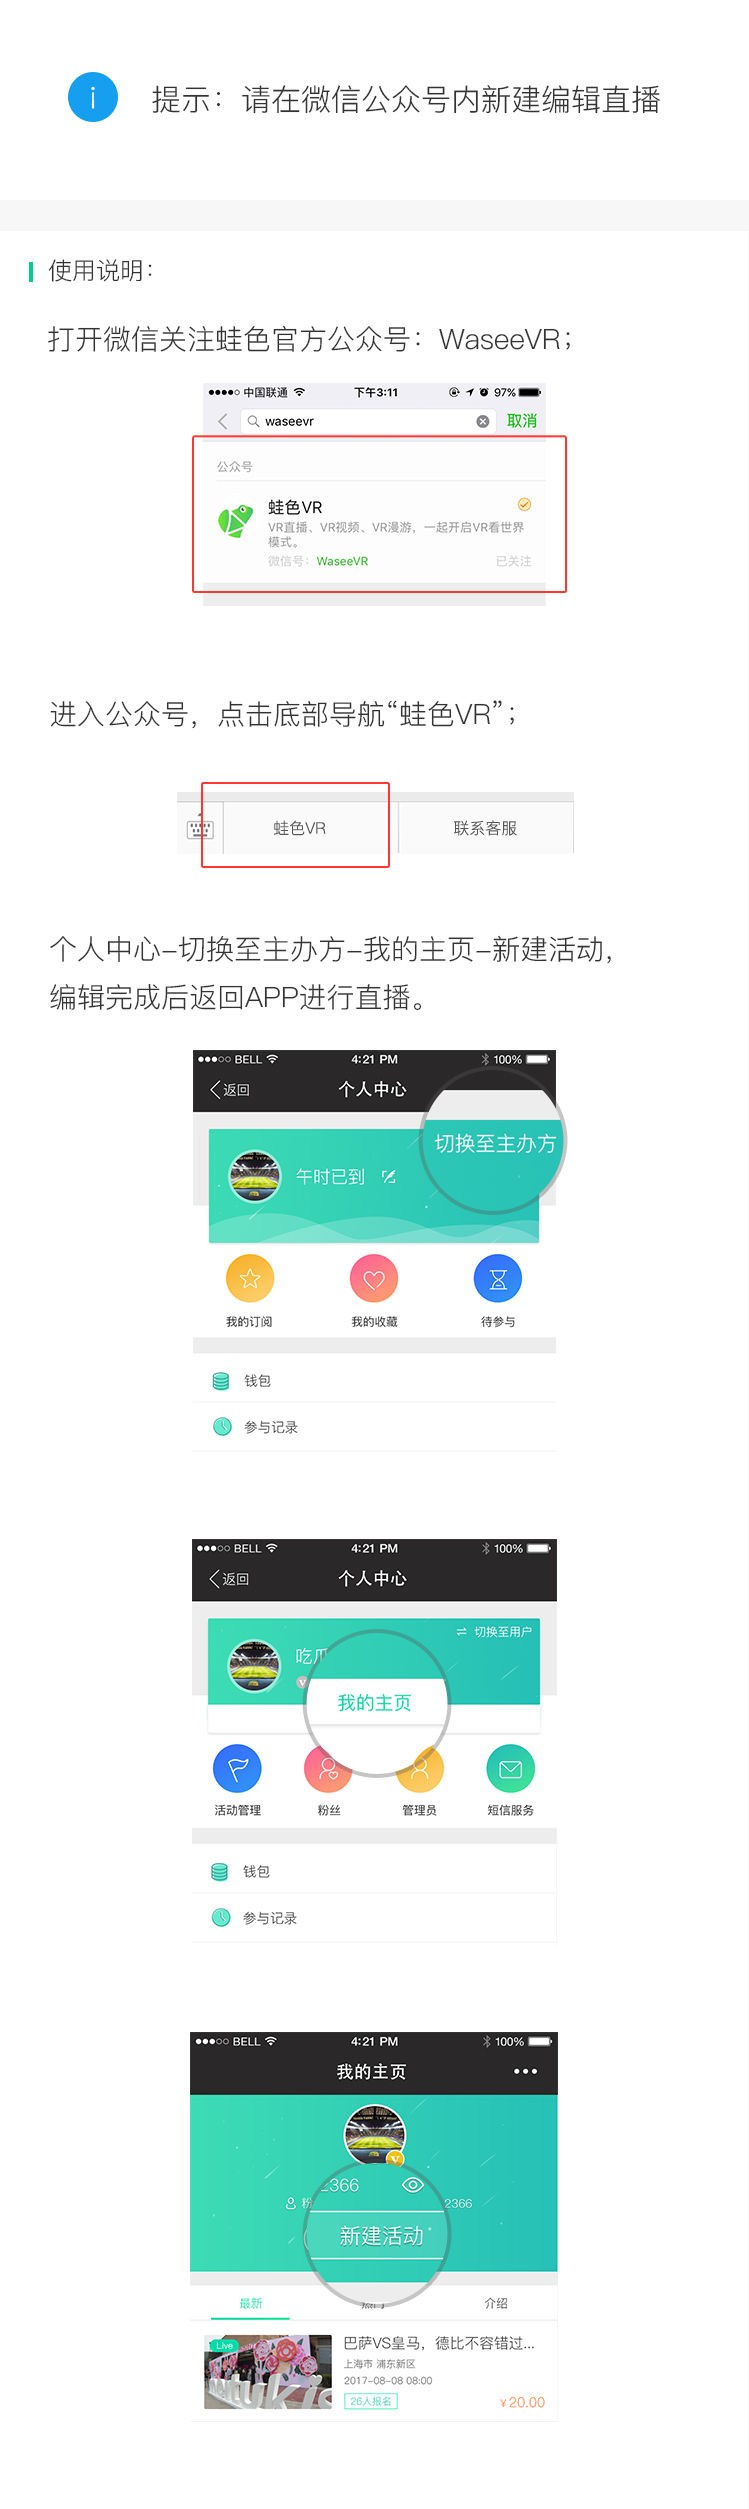 提示：请在微信公众号内新建编辑直播
使用说明：
打开微信关注蛙色官方公众号：WaseeVR；
中国联通 下午3:11 97%
waseevr 取消
公众号
蛙色VR
VR直播、VR视频、VR漫游，一起开启VR看世界
模式。
微信号：WaseeVR 已关注
进入公众号，点击底部导航“蛙色VR”；
蛙色VR 联系客服
个人中心-切换至主办方-我的主页-新建活动，
编辑完成后返回APP进行直播。
BELL 4:21 PM 100%
返回 个人中心
切换至主办方
午时已到
我的订阅 我的收藏 待参与
钱包
参与记录
BELL 4:21 PM 100%
返回 个人中心
切换至用户
吃瓜
V
我的主页
活动管理 粉丝 管理员 短信服务
钱包
参与记录
BELL 4:21 PM 100%
我的主页
V
2366
粉 2366
新建活动
最新 热门 介绍
Live 巴萨VS皇马，德比不容错过...
上海市 浦东新区
2017-08-08 08:00
26人报名 ¥20.00